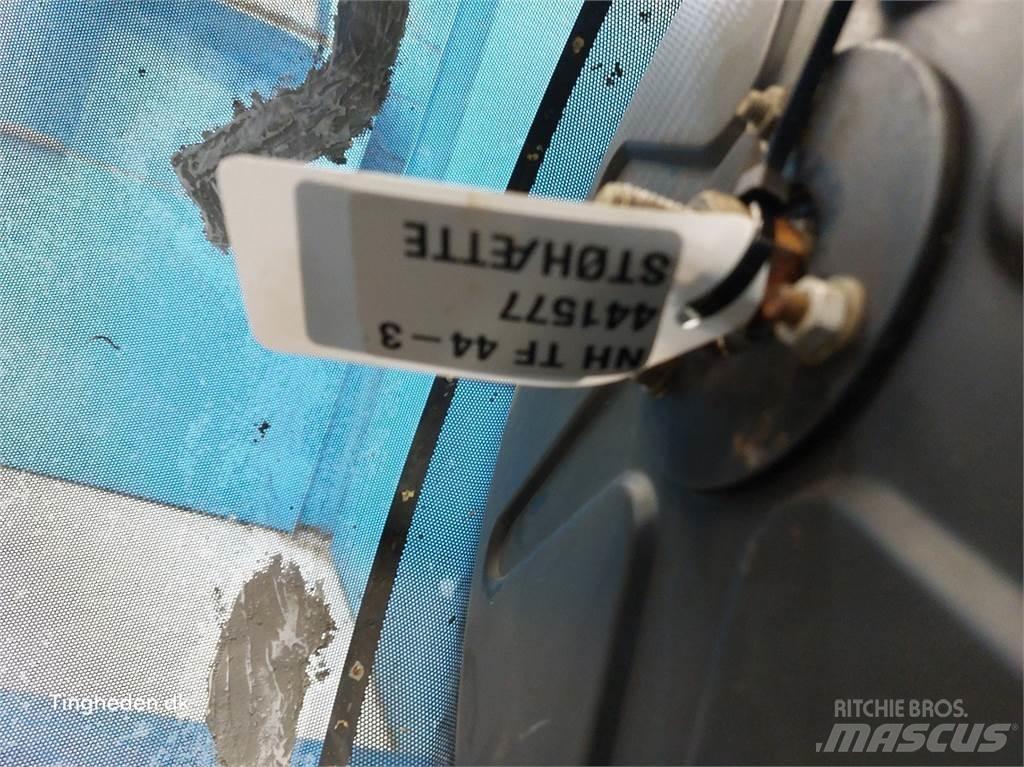 NH TF 44-3
441577
STØHÆTTE
Tingheden.dk
RITCHIE BROS.
MASCUS